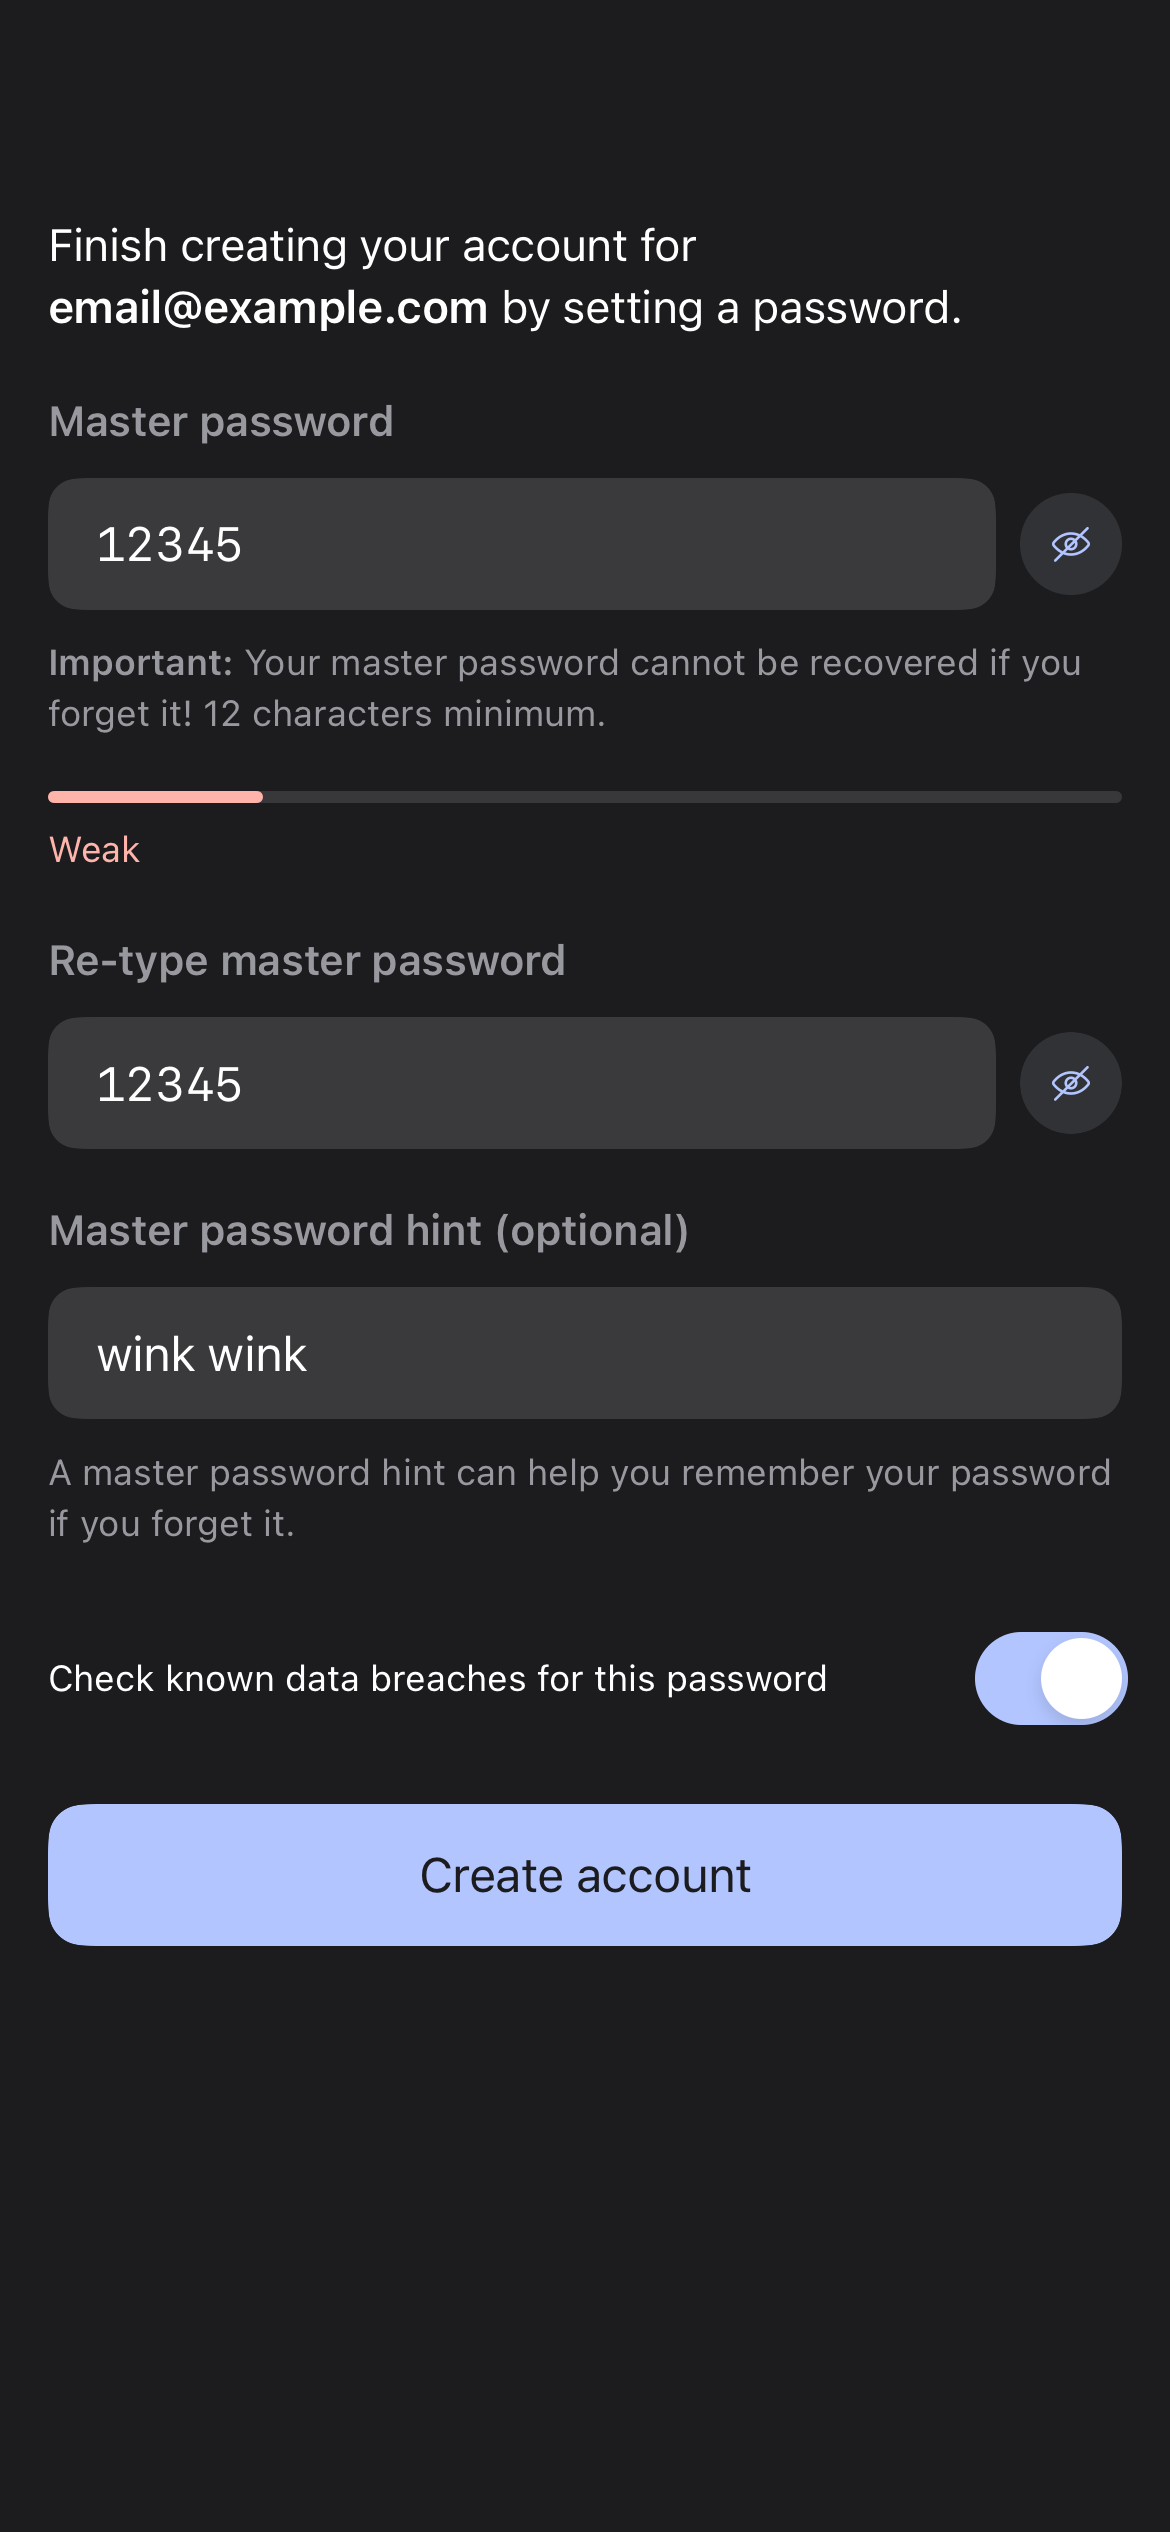 Finish creating your account for
email@example.com by setting a password.
Master password
12345
Important: Your master password cannot be recovered if you
forget it! 12 characters minimum.
Weak
Re-type master password
12345
Master password hint (optional)
wink wink
A master password hint can help you remember your password
if you forget it.
Check known data breaches for this password
Create account